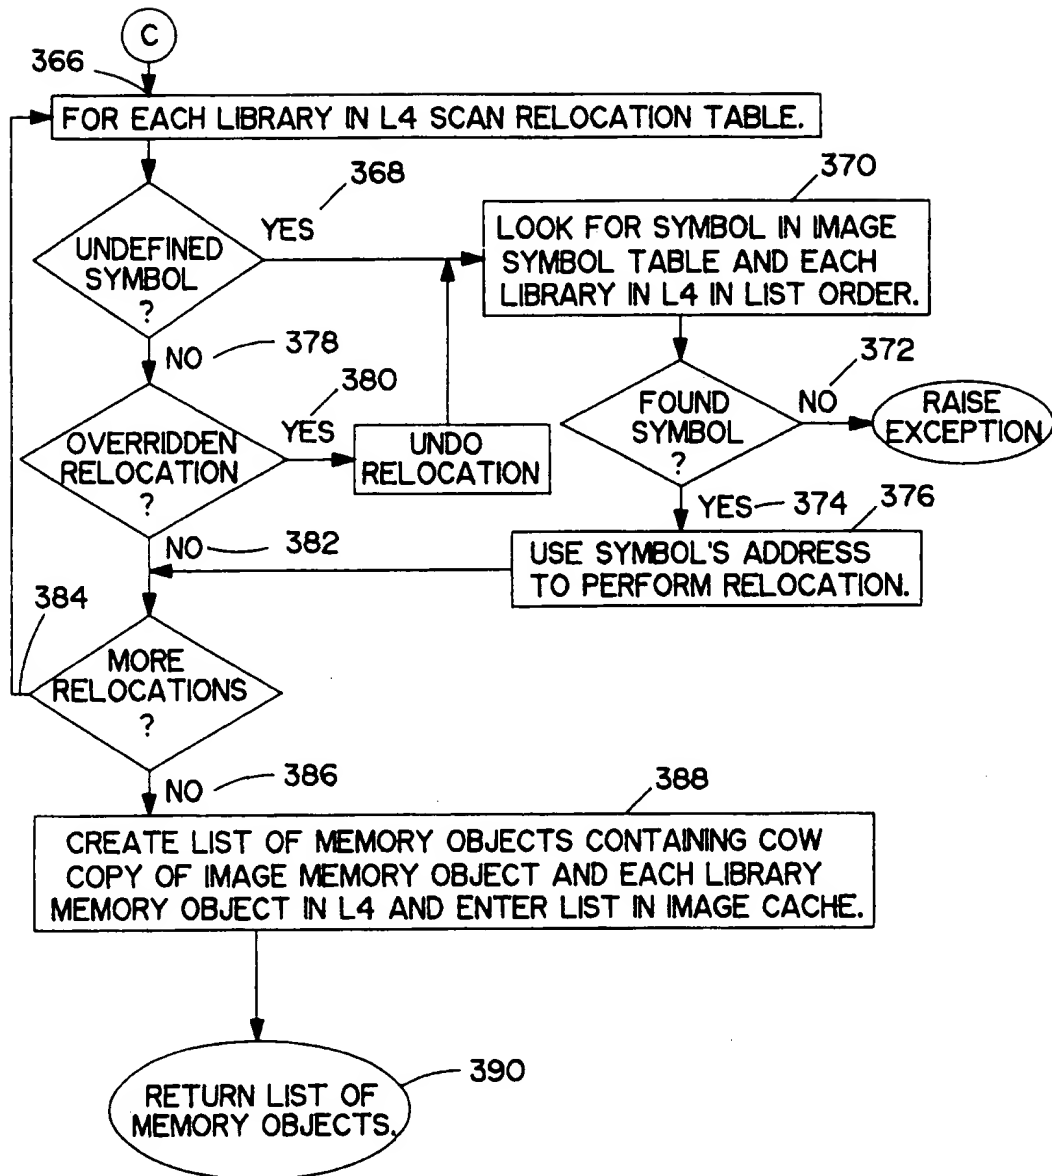 C
366
FOR EACH LIBRARY IN L4 SCAN RELOCATION TABLE.
368
370
YES
UNDEFINED
SYMBOL
?
LOOK FOR SYMBOL IN IMAGE
SYMBOL TABLE AND EACH
LIBRARY IN L4 IN LIST ORDER.
NO
378
380
372
YES
OVERRIDDEN
RELOCATION
?
UNDO
RELOCATION
FOUND
SYMBOL
?
NO
RAISE
EXCEPTION
YES
374
376
NO
382
USE SYMBOL'S ADDRESS
TO PERFORM RELOCATION.
384
MORE
RELOCATIONS
?
NO
386
388
CREATE LIST OF MEMORY OBJECTS CONTAINING COW
COPY OF IMAGE MEMORY OBJECT AND EACH LIBRARY
MEMORY OBJECT IN L4 AND ENTER LIST IN IMAGE CACHE.
390
RETURN LIST OF
MEMORY OBJECTS.